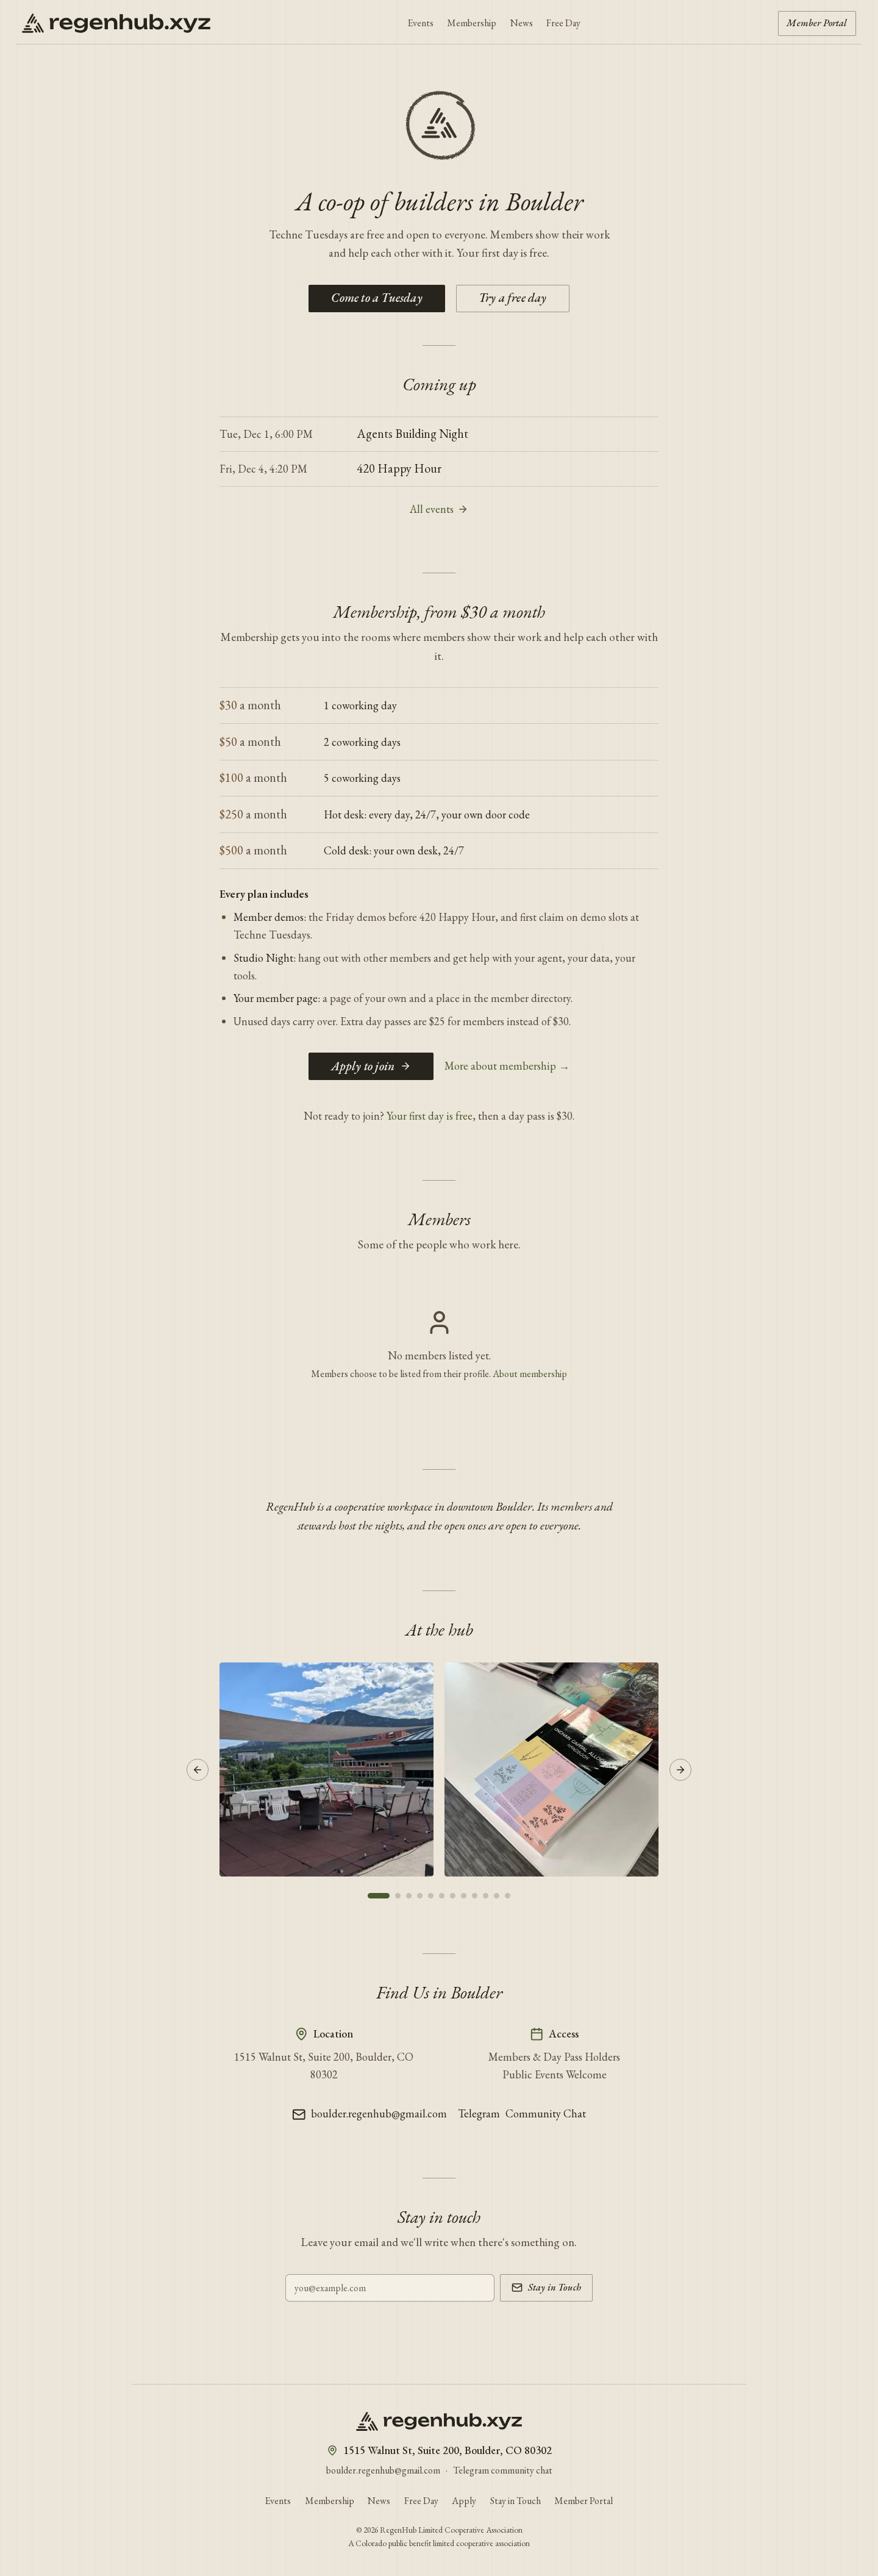 regenhub.xyz
Events Membership News Free Day
Member Portal
A co-op of builders in Boulder
Techne Tuesdays are free and open to everyone. Members show their work
and help each other with it. Your first day is free.
Come to a Tuesday
Try a free day
Coming up
Tue, Dec 1, 6:00 PM Agents Building Night
Fri, Dec 4, 4:20 PM 420 Happy Hour
All events →
Membership, from $30 a month
Membership gets you into the rooms where members show their work and help each other with
it.
$30 a month 1 coworking day
$50 a month 2 coworking days
$100 a month 5 coworking days
$250 a month Hot desk: every day, 24/7, your own door code
$500 a month Cold desk: your own desk, 24/7
Every plan includes
• Member demos: the Friday demos before 420 Happy Hour, and first claim on demo slots at
Techne Tuesdays.
• Studio Night: hang out with other members and get help with your agent, your data, your
tools.
• Your member page: a page of your own and a place in the member directory.
• Unused days carry over. Extra day passes are $25 for members instead of $30.
Apply to join →
More about membership →
Not ready to join? Your first day is free, then a day pass is $30.
Members
Some of the people who work here.
No members listed yet.
Members choose to be listed from their profile. About membership
RegenHub is a cooperative workspace in downtown Boulder. Its members and
stewards host the nights, and the open ones are open to everyone.
At the hub
Find Us in Boulder
Location
1515 Walnut St, Suite 200, Boulder, CO
80302
Access
Members & Day Pass Holders
Public Events Welcome
boulder.regenhub@gmail.com Telegram Community Chat
Stay in touch
Leave your email and we'll write when there's something on.
you@example.com
Stay in Touch
regenhub.xyz
1515 Walnut St, Suite 200, Boulder, CO 80302
boulder.regenhub@gmail.com · Telegram community chat
Events Membership News Free Day Apply Stay in Touch Member Portal
© 2026 RegenHub Limited Cooperative Association
A Colorado public benefit limited cooperative association